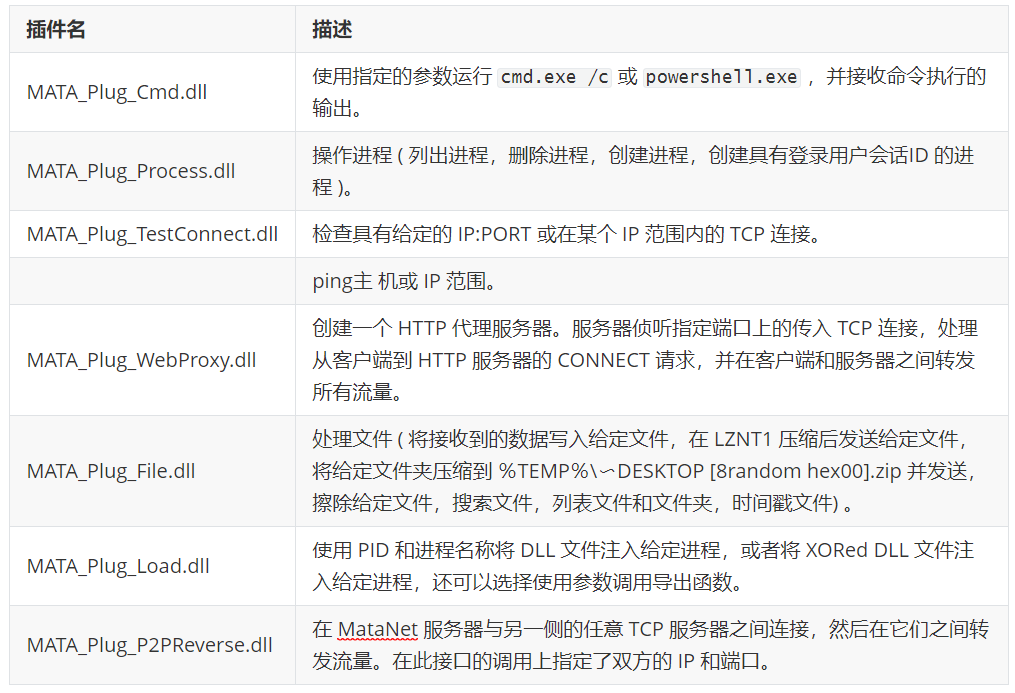 插件名 描述
MATA_Plug_Cmd.dll
使用指定的参数运行 cmd.exe /c 或 powershell.exe ，并接收命令执行的
输出。
MATA_Plug_Process.dll
操作进程 ( 列出进程，删除进程，创建进程，创建具有登录用户会话ID 的进
程 )。
MATA_Plug_TestConnect.dll 检查具有给定的 IP:PORT 或在某个 IP 范围内的 TCP 连接。
ping主 机或 IP 范围。
MATA_Plug_WebProxy.dll
创建一个 HTTP 代理服务器。服务器侦听指定端口上的传入 TCP 连接，处理
从客户端到 HTTP 服务器的 CONNECT 请求，并在客户端和服务器之间转发
所有流量。
MATA_Plug_File.dll
处理文件 ( 将接收到的数据写入给定文件，在 LZNT1 压缩后发送给定文件，
将给定文件夹压缩到 %TEMP%\∽DESKTOP [8random hex00].zip 并发送，
擦除给定文件，搜索文件，列表文件和文件夹，时间戳文件) 。
MATA_Plug_Load.dll
使用 PID 和进程名称将 DLL 文件注入给定进程，或者将 XORed DLL 文件注
入给定进程，还可以选择使用参数调用导出函数。
MATA_Plug_P2PReverse.dll
在 MataNet 服务器与另一侧的任意 TCP 服务器之间连接，然后在它们之间转
发流量。在此接口的调用上指定了双方的 IP 和端口。